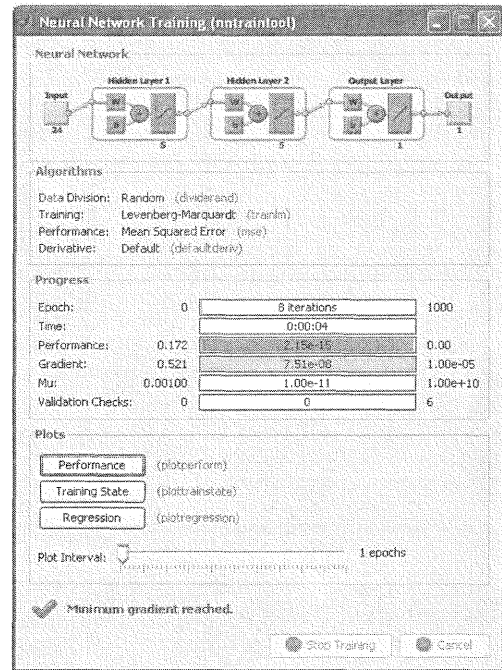 Neural Network Training (nntraintool)
Neural Network
Hidden Layer 1 Hidden Layer 2 Output Layer
Input Output
W W W
b b b
24 5 5 1 1
Algorithms
Data Division: Random (dividerand)
Training: Levenberg-Marquardt (trainlm)
Performance: Mean Squared Error (mse)
Derivative: Default (defaultderiv)
Progress
Epoch: 0 8 iterations 1000
Time: 0:00:04
Performance: 0.172 2.15e-15 0.00
Gradient: 0.521 7.51e-08 1.00e-05
Mu: 0.00100 1.00e-11 1.00e+10
Validation Checks: 0 0 6
Plots
Performance (plotperform)
Training State (plottrainstate)
Regression (plotregression)
Plot Interval: 1 epochs
Minimum gradient reached.
Stop Training Cancel